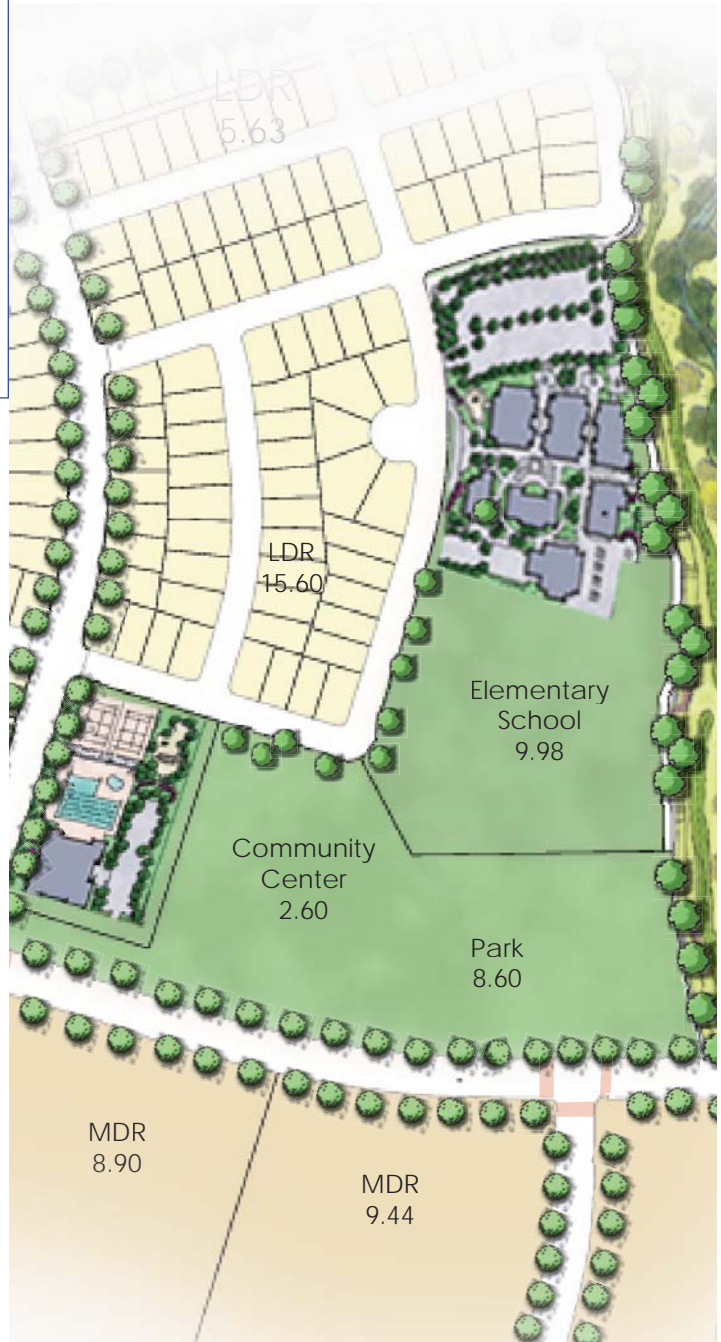 LDR
5.63
LDR
15.60
Elementary
School
9.98
Community
Center
2.60
Park
8.60
MDR
8.90
MDR
9.44